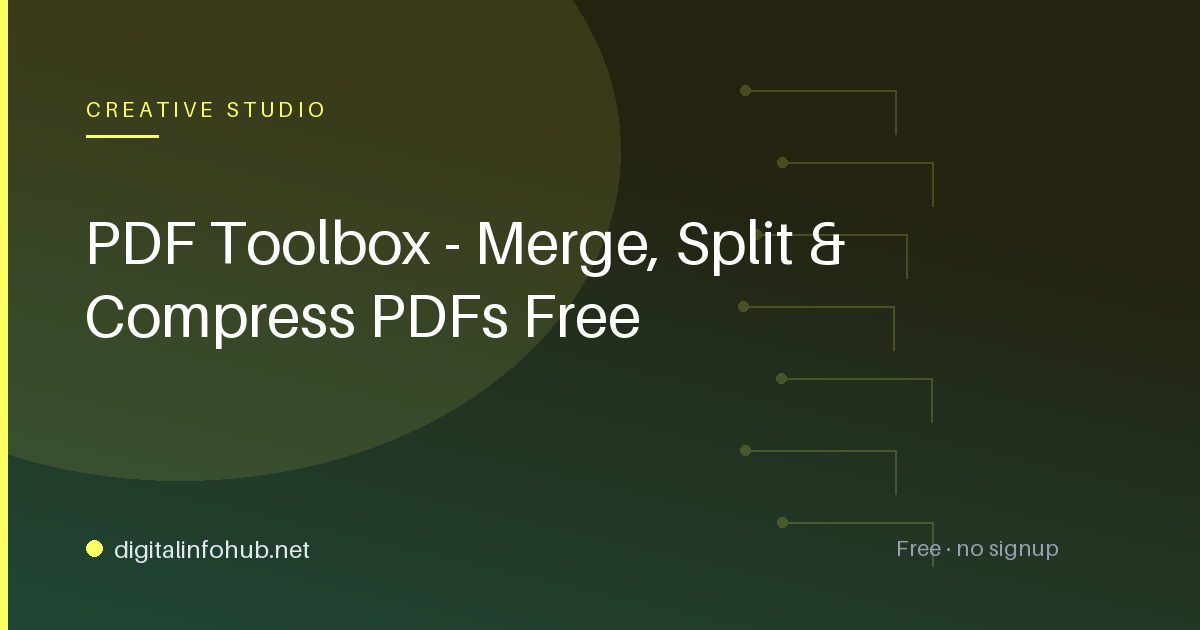 CREATIVE STUDIO
PDF Toolbox - Merge, Split &
Compress PDFs Free
digitalinfohub.net
Free · no signup